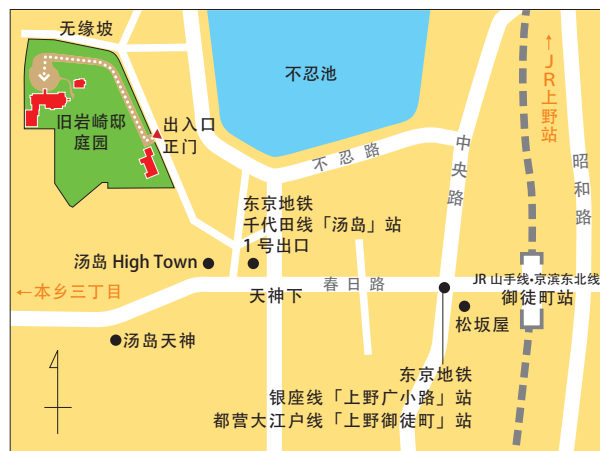 无缘坡
不忍池
←JR上野站
旧岩崎邸
庭园
出入口
正门
不忍路
中央路
昭和路
东京地铁
千代田线「汤岛」站
1号出口
汤岛 High Town
←本乡三丁目
天神下
春日路
JR 山手线•京滨东北线
御徒町站
汤岛天神
松坂屋
东京地铁
银座线「上野广小路」站
都营大江户线「上野御徒町」站